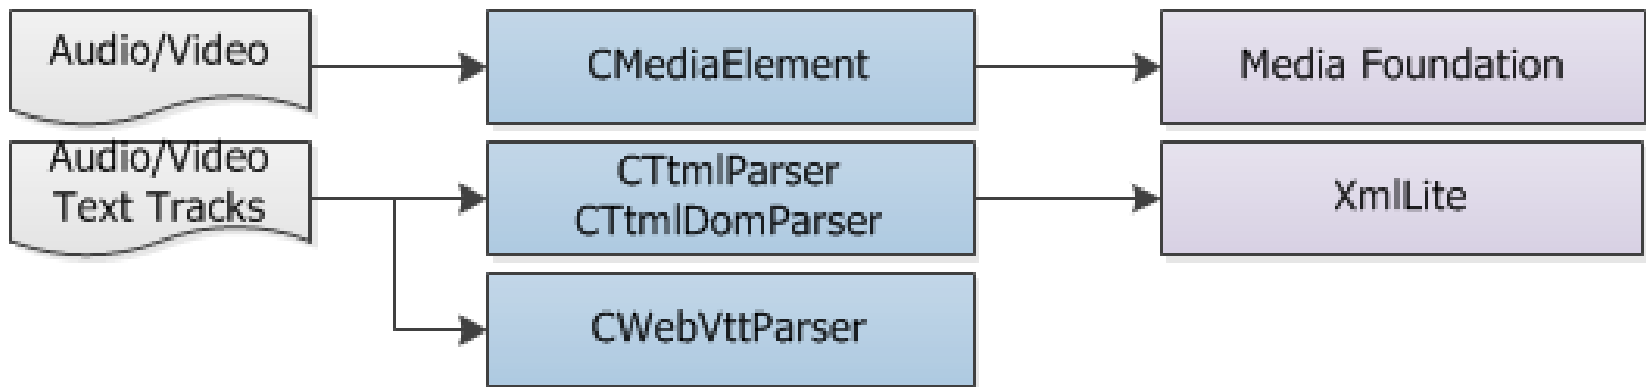 Audio/Video
CMediaElement
Media Foundation
Audio/Video
Text Tracks
CTtmlParser
CTtmlDomParser
XmlLite
CWebVttParser